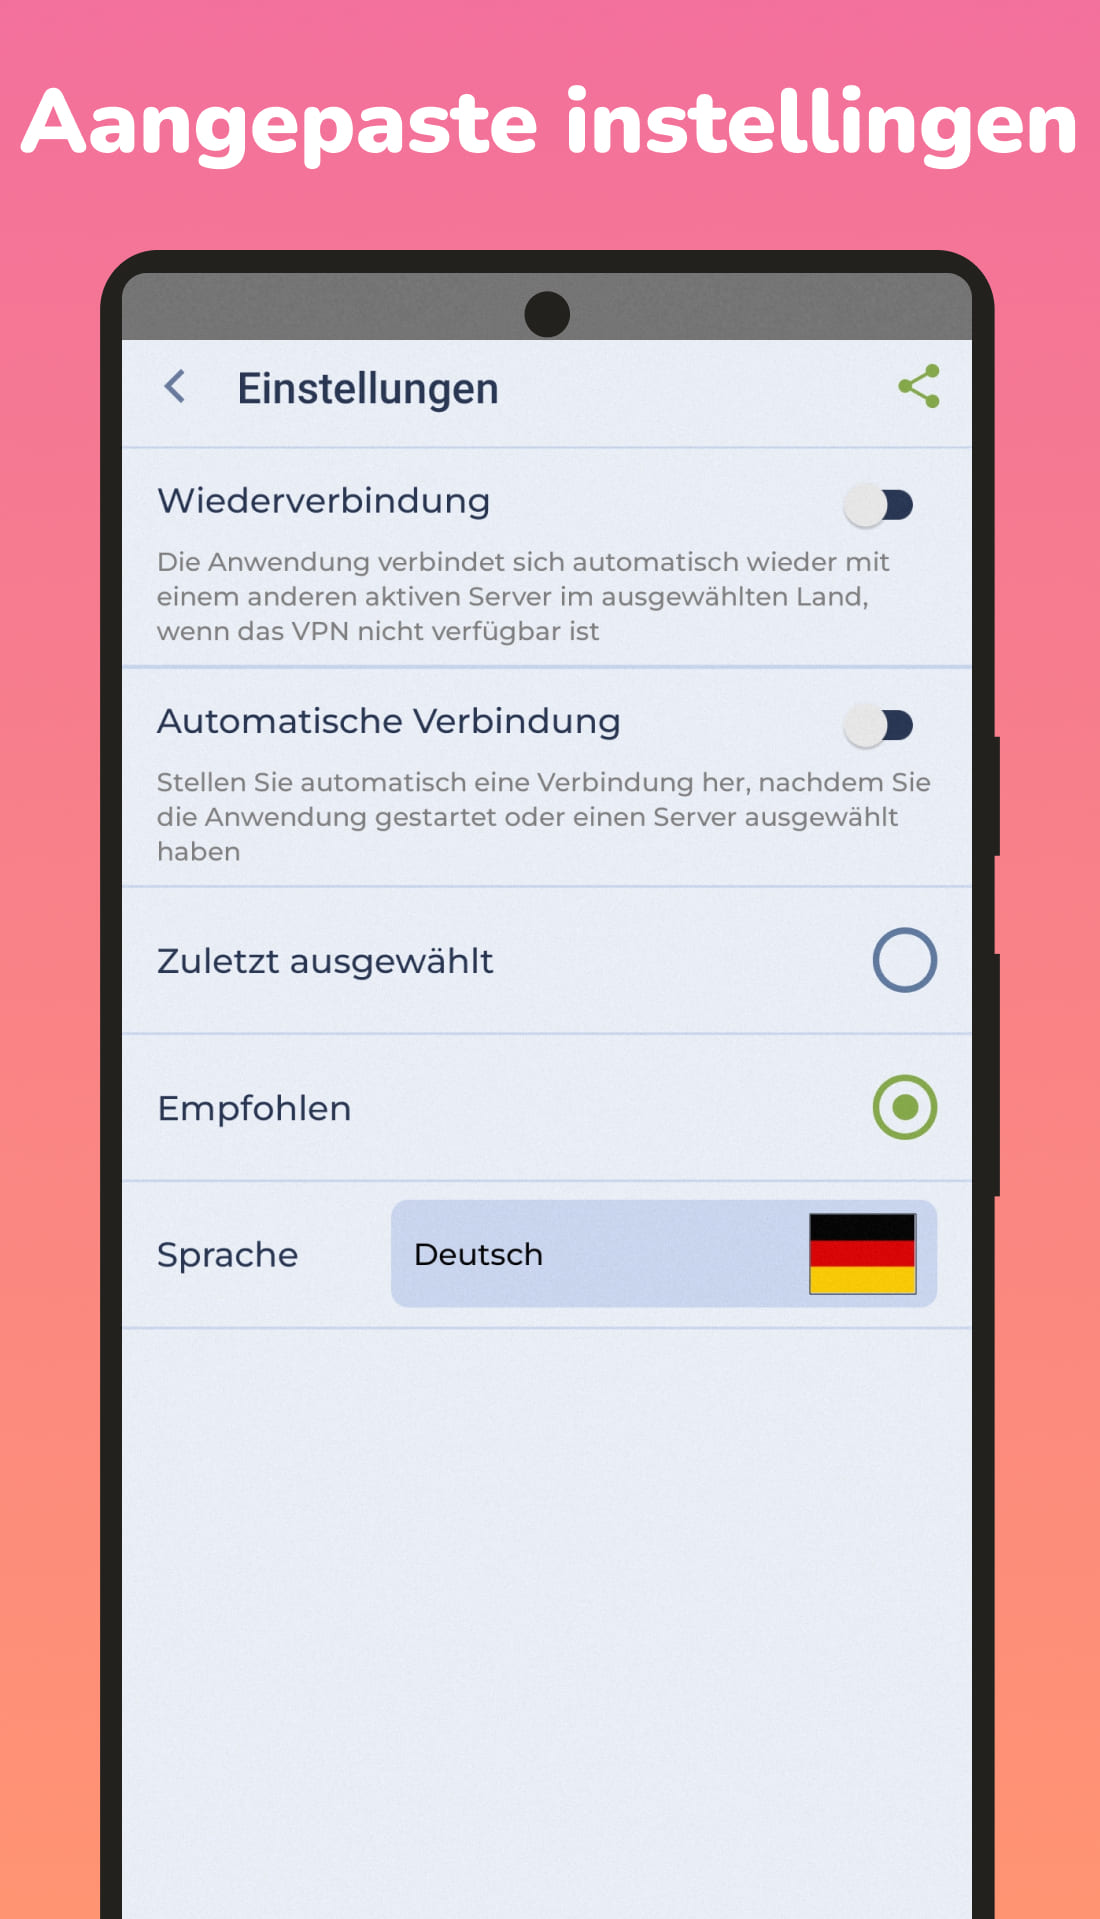 Aangepaste instellingen
Einstellungen
Wiederverbindung
Die Anwendung verbindet sich automatisch wieder mit
einem anderen aktiven Server im ausgewählten Land,
wenn das VPN nicht verfügbar ist
Automatische Verbindung
Stellen Sie automatisch eine Verbindung her, nachdem Sie
die Anwendung gestartet oder einen Server ausgewählt
haben
Zuletzt ausgewählt
Empfohlen
Sprache
Deutsch